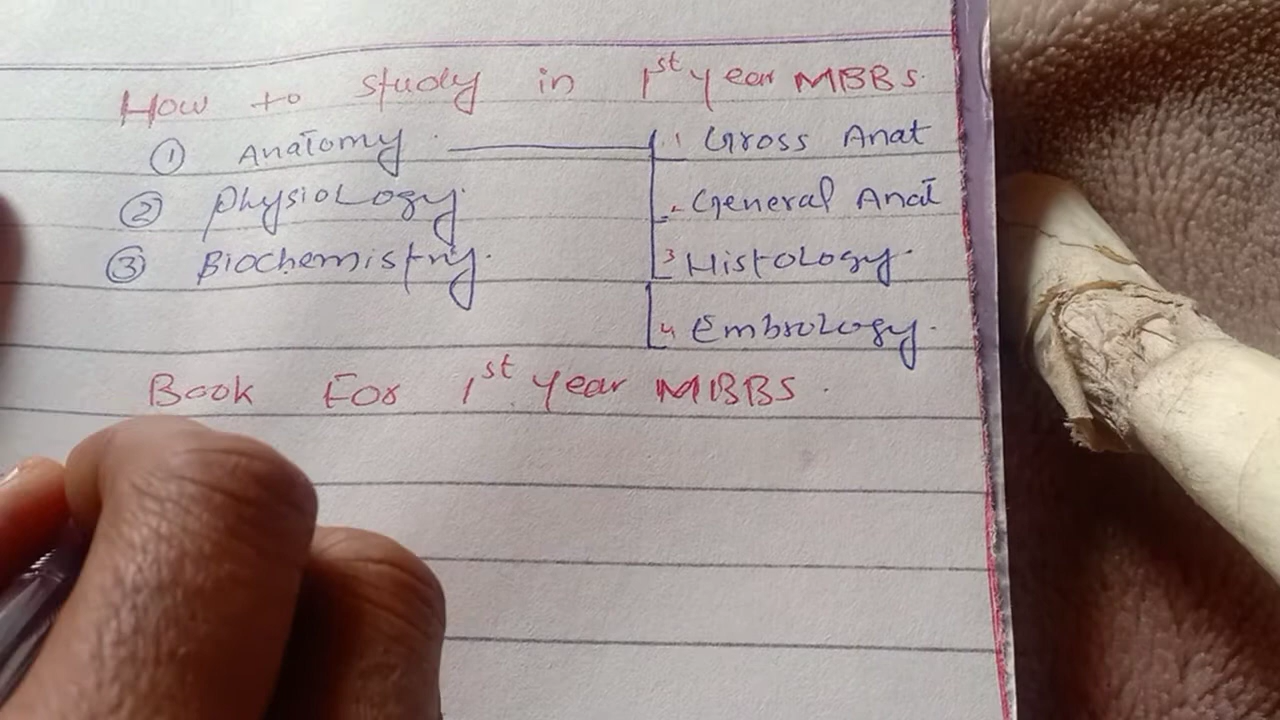 How to study in 1st year MBBS.
① Anatomy. 1 Gross Anat
② Physiology. 2 General Anat
③ Biochemistry. 3 Histology.
4 Embrology.
Book For 1st year MBBS.